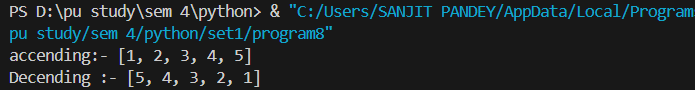 PS D:\pu study\sem 4\python> & "C:/Users/SANJIT PANDEY/AppData/Local/Program
pu study/sem 4/python/set1/program8"
accending:- [1, 2, 3, 4, 5]
Decending :- [5, 4, 3, 2, 1]